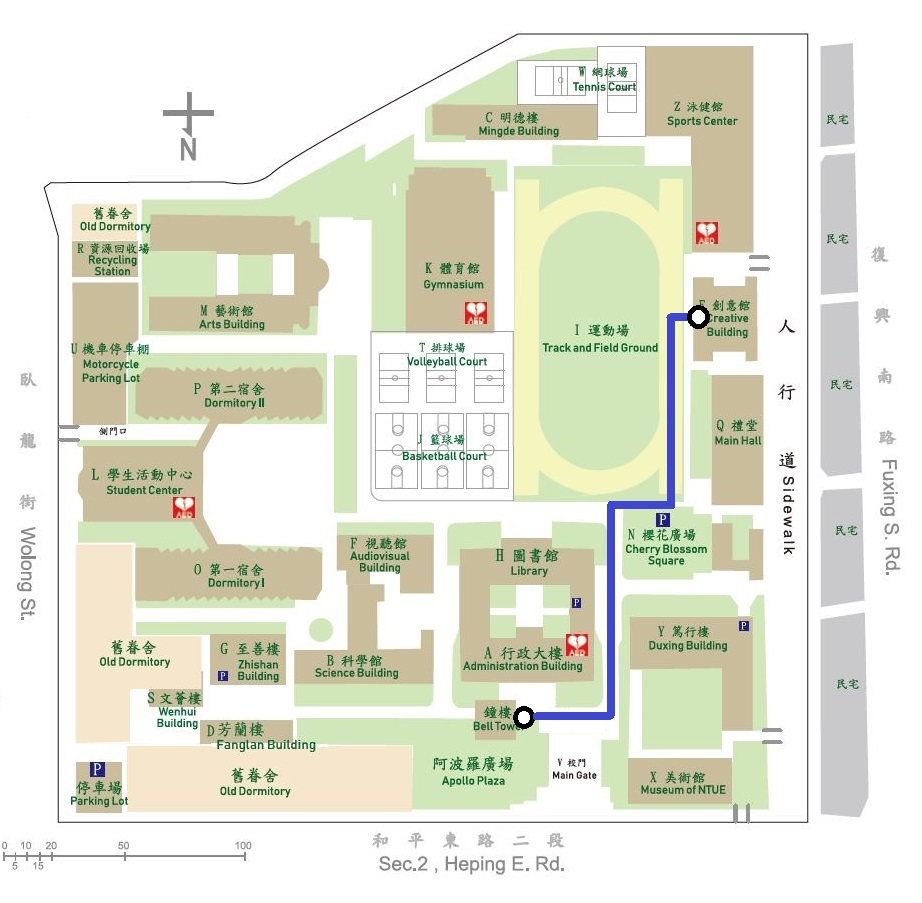 W 網球場
Tennis Court
C 明德樓
Mingde Building
Z 泳健館
Sports Center
民宅
N
舊眷舍
Old Dormitory
R 資源回收場
Recycling
Station
K 體育館
Gymnasium
AED
AED
民宅
復
興
南
路
Fuxing S. Rd.
M 藝術館
Arts Building
U 機車停車棚
Motorcycle
Parking Lot
T 排球場
Volleyball Court
I 運動場
Track and Field Ground
創意館
Creative
Building
人
行
道
Sidewalk
P 第二宿舍
Dormitory II
民宅
臥
龍
街
Wolong St.
側門口
J 籃球場
Basketball Court
Q 禮堂
Main Hall
L 學生活動中心
Student Center
AED
P
N 櫻花廣場
Cherry Blossom
Square
民宅
F 視聽館
Audiovisual
Building
H 圖書館
Library
O 第一宿舍
Dormitory I
P
P
Y 篤行樓
Duxing Building
舊眷舍
Old Dormitory
G 至善樓
Zhishan
Building
P
B 科學館
Science Building
A 行政大樓
Administration Building
AED
民宅
S 文薈樓
Wenhui
Building
鐘樓
Bell Tower
D 芳蘭樓
Fanglan Building
P
停車場
Parking Lot
舊眷舍
Old Dormitory
阿波羅廣場
Apollo Plaza
V 校門
Main Gate
X 美術館
Museum of NTUE
和平東路二段
Sec.2 , Heping E. Rd.
0 10 20 50 100
5 15